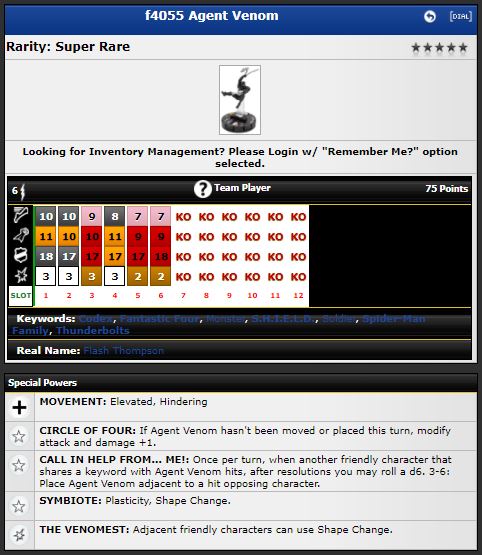 f4055 Agent Venom
[DIAL]
Rarity: Super Rare
Looking for Inventory Management? Please Login w/ "Remember Me?" option
selected.
6 ? Team Player 75 Points
10 10 9 8 7 7 KO KO KO KO KO KO
11 10 10 11 9 9 KO KO KO KO KO KO
18 17 17 17 17 18 KO KO KO KO KO KO
3 3 3 3 2 2 KO KO KO KO KO KO
SLOT 1 2 3 4 5 6 7 8 9 10 11 12
Keywords: Codex, Fantastic Four, Monster, S.H.I.E.L.D., Soldier, Spider-Man
Family, Thunderbolts
Real Name: Flash Thompson
Special Powers
MOVEMENT: Elevated, Hindering
CIRCLE OF FOUR: If Agent Venom hasn't been moved or placed this turn, modify
attack and damage +1.
CALL IN HELP FROM... ME!: Once per turn, when another friendly character that
shares a keyword with Agent Venom hits, after resolutions you may roll a d6. 3-6:
Place Agent Venom adjacent to a hit opposing character.
SYMBIOTE: Plasticity, Shape Change.
THE VENOMEST: Adjacent friendly characters can use Shape Change.